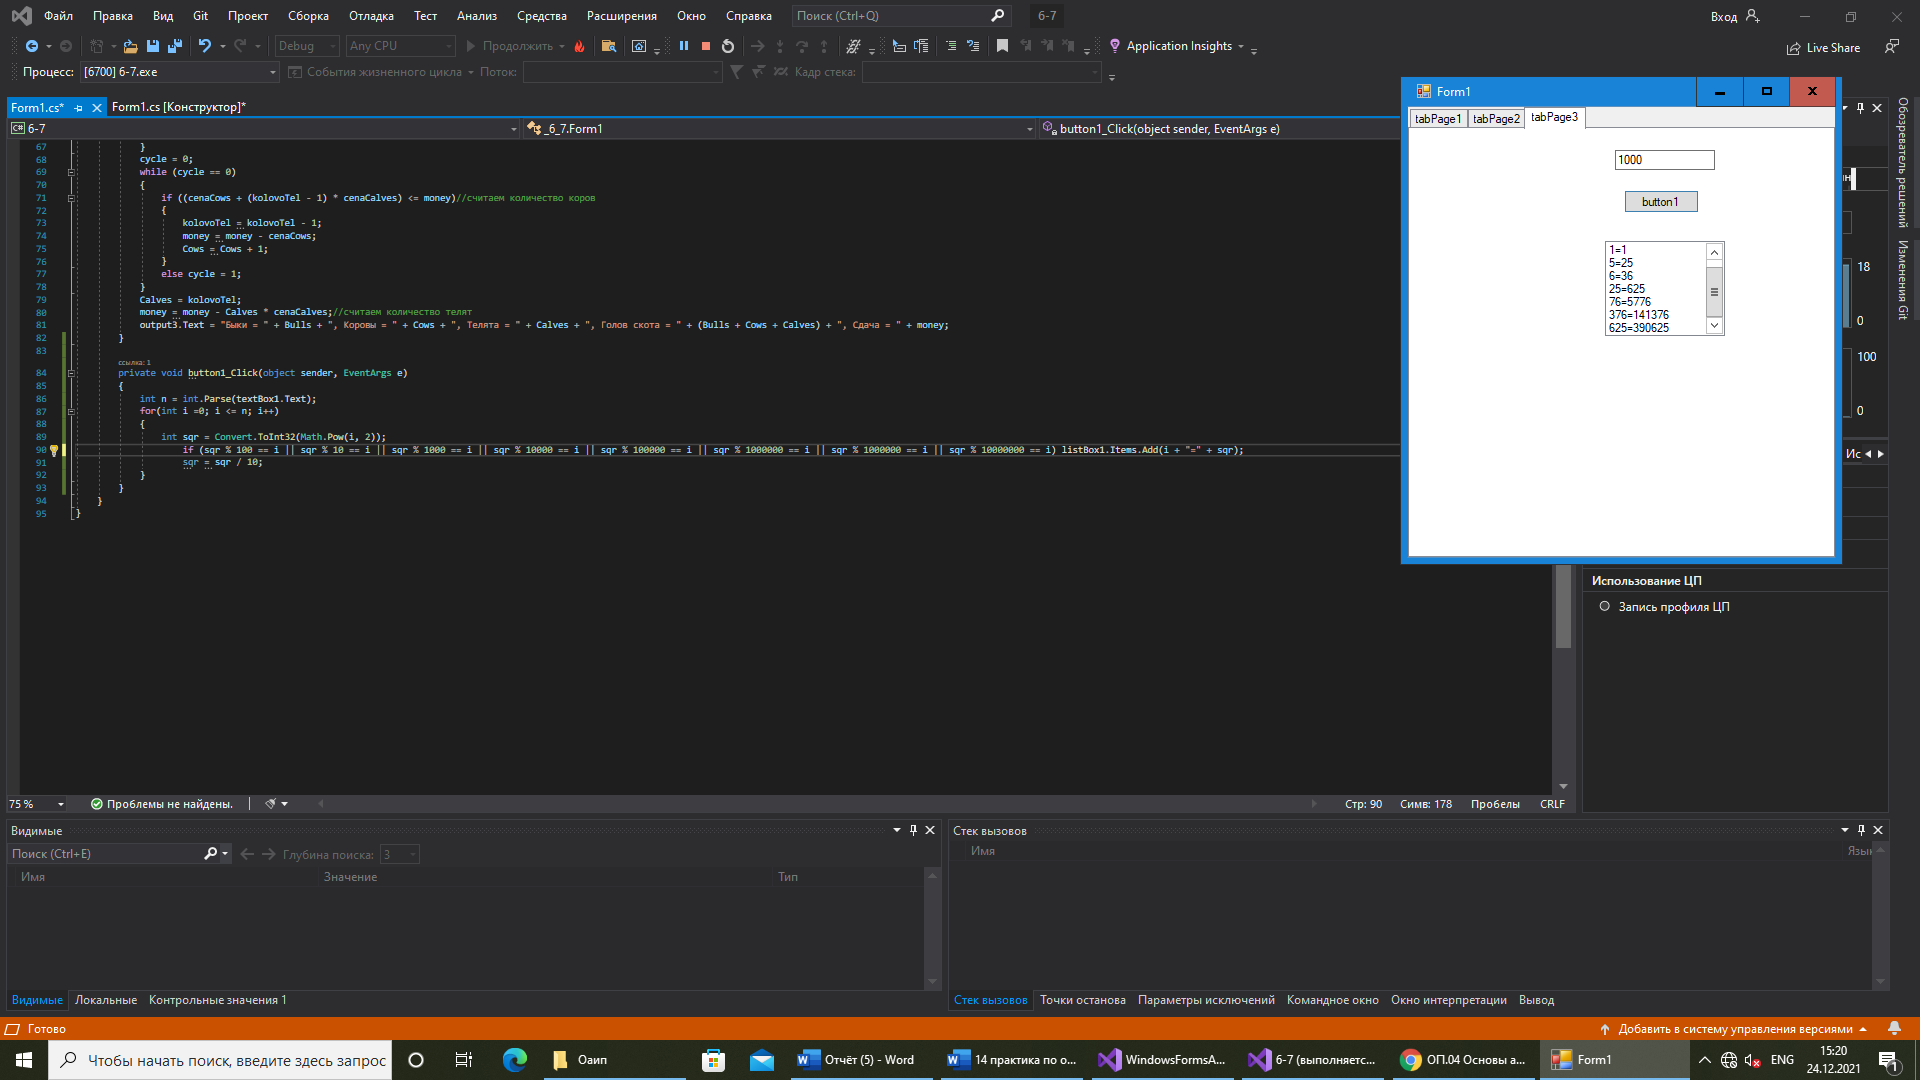 Файл Правка Вид Git Проект Сборка Отладка Тест Анализ Средства Расширения Окно Справка Поиск (Ctrl+Q) 6-7 Вход
Debug Any CPU Продолжить Application Insights Live Share
Процесс: [6700] 6-7.exe События жизненного цикла Поток: Кадр стека:
Form1.cs* Form1.cs [Конструктор]*
C# 6-7 _6_7.Form1 button1_Click(object sender, EventArgs e)
67 }
68 cycle = 0;
69 while (cycle == 0)
70 {
71 if ((cenaCows + (kolovoTel - 1) * cenaCalves) <= money)//считаем количество коров
72 {
73 kolovoTel = kolovoTel - 1;
74 money = money - cenaCows;
75 Cows = Cows + 1;
76 }
77 else cycle = 1;
78 }
79 Calves = kolovoTel;
80 money = money - Calves * cenaCalves;//считаем количество телят
81 output3.Text = "Быки = " + Bulls + ", Коровы = " + Cows + ", Телята = " + Calves + ", Голов скота = " + (Bulls + Cows + Calves) + ", Сдача = " + money;
82 }
83
ссылка: 1
84 private void button1_Click(object sender, EventArgs e)
85 {
86 int n = int.Parse(textBox1.Text);
87 for(int i =0; i <= n; i++)
88 {
89 int sqr = Convert.ToInt32(Math.Pow(i, 2));
90 if (sqr % 100 == i || sqr % 10 == i || sqr % 1000 == i || sqr % 10000 == i || sqr % 100000 == i || sqr % 1000000 == i || sqr % 1000000 == i || sqr % 10000000 == i) listBox1.Items.Add(i + "=" + sqr);
91 sqr = sqr / 10;
92 }
93 }
94 }
95 }
Form1
tabPage1 tabPage2 tabPage3
1000
button1
1=1
5=25
6=36
25=625
76=5776
376=141376
625=390625
Обозреватель решений
Изменения Git
18
0
100
0
Ис
Использование ЦП
Запись профиля ЦП
75 % Проблемы не найдены. Стр: 90 Симв: 178 Пробелы CRLF
Видимые
Поиск (Ctrl+E) Глубина поиска: 3
Имя Значение Тип
Видимые Локальные Контрольные значения 1
Стек вызовов
Имя Язык
Стек вызовов Точки останова Параметры исключений Командное окно Окно интерпретации Вывод
Готово Добавить в систему управления версиями
Чтобы начать поиск, введите здесь запрос Оаип Отчёт (5) - Word 14 практика по о... WindowsFormsA... 6-7 (выполняетс... ОП.04 Основы а... Form1 ENG 15:20
24.12.2021 1